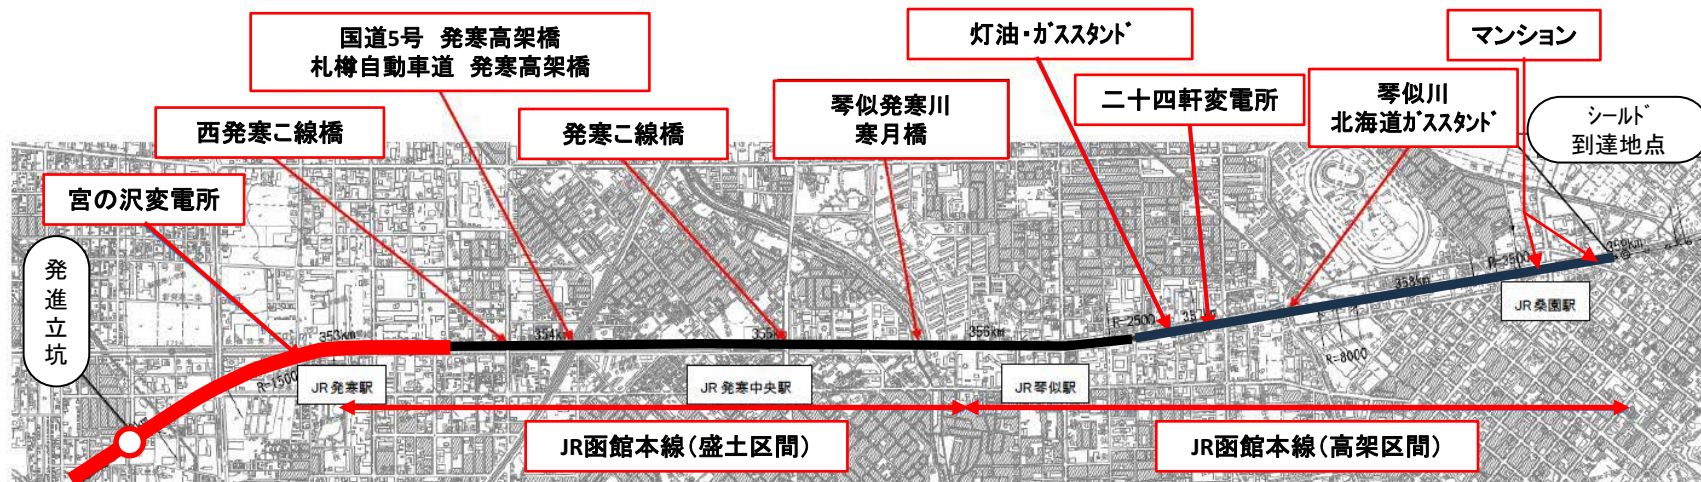 国道5号 発寒高架橋
札樽自動車道 発寒高架橋
灯油・ガススタンド
マンション
西発寒こ線橋
発寒こ線橋
琴似発寒川
寒月橋
二十四軒変電所
琴似川
北海道ガススタンド
シールド
到達地点
宮の沢変電所
発進立坑
353km
354k
355k
356km
R=2500
357
358km
R=3500
359km
R=1500
R=8000
JR発寒駅
JR発寒中央駅
JR琴似駅
JR桑園駅
JR函館本線(盛土区間)
JR函館本線(高架区間)